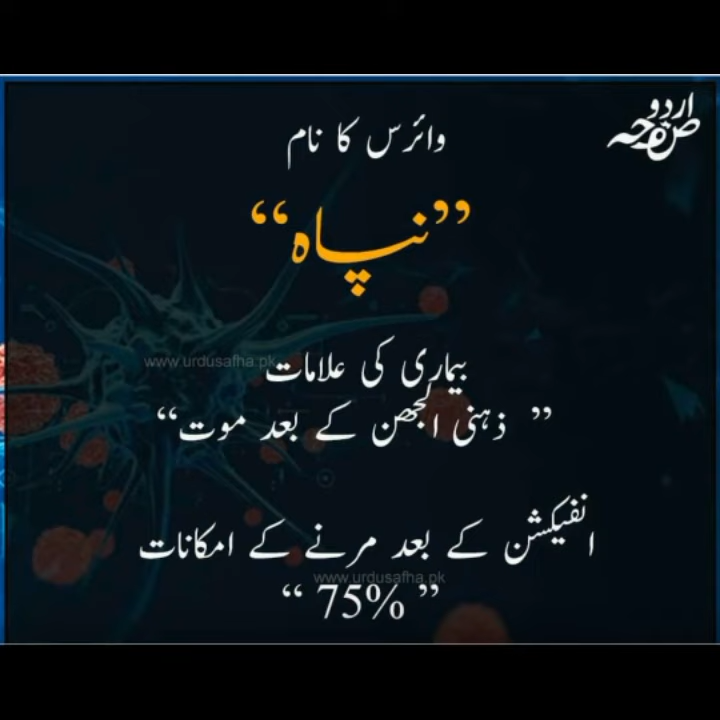 اردو صفحہ
وائرس کا نام
”نپاہ“
www.urdusafha.pk
بیماری کی علامات
” ذہنی الجھن کے بعد موت“
انفیکشن کے بعد مرنے کے امکانات
www.urdusafha.pk
“ 75% ”